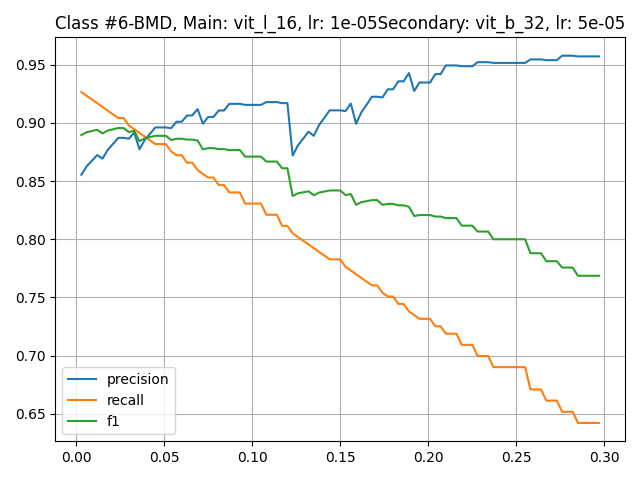 Class #6-BMD, Main: vit_l_16, lr: 1e-05Secondary: vit_b_32, lr: 5e-05
0.95
0.90
0.85
0.80
0.75
0.70
0.65
precision
recall
f1
0.00 0.05 0.10 0.15 0.20 0.25 0.30